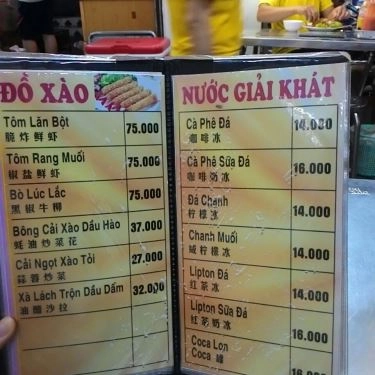 ĐỒ XÀO
Tôm Lăn Bột 75.000
脆炸鲜虾
Tôm Rang Muối 75.000
椒盐鲜虾
Bò Lúc Lắc 75.000
黑椒牛柳
Bông Cải Xào Dầu Hào 37.000
蚝油炒菜花
Cải Ngọt Xào Tỏi 27.000
蒜蓉炒菜
Xà Lách Trộn Dầu Dấm 32.000
油醋沙拉
NƯỚC GIẢI KHÁT
Cà Phê Đá 14.000
咖啡冰
Cà Phê Sữa Đá 16.000
咖啡奶冰
Đá Chanh 14.000
柠檬冰
Chanh Muối 14.000
咸柠檬冰
Lipton Đá 14.000
红茶冰
Lipton Sữa Đá 16.000
红茶奶冰
Coca Lon 16.000
Coca 罐